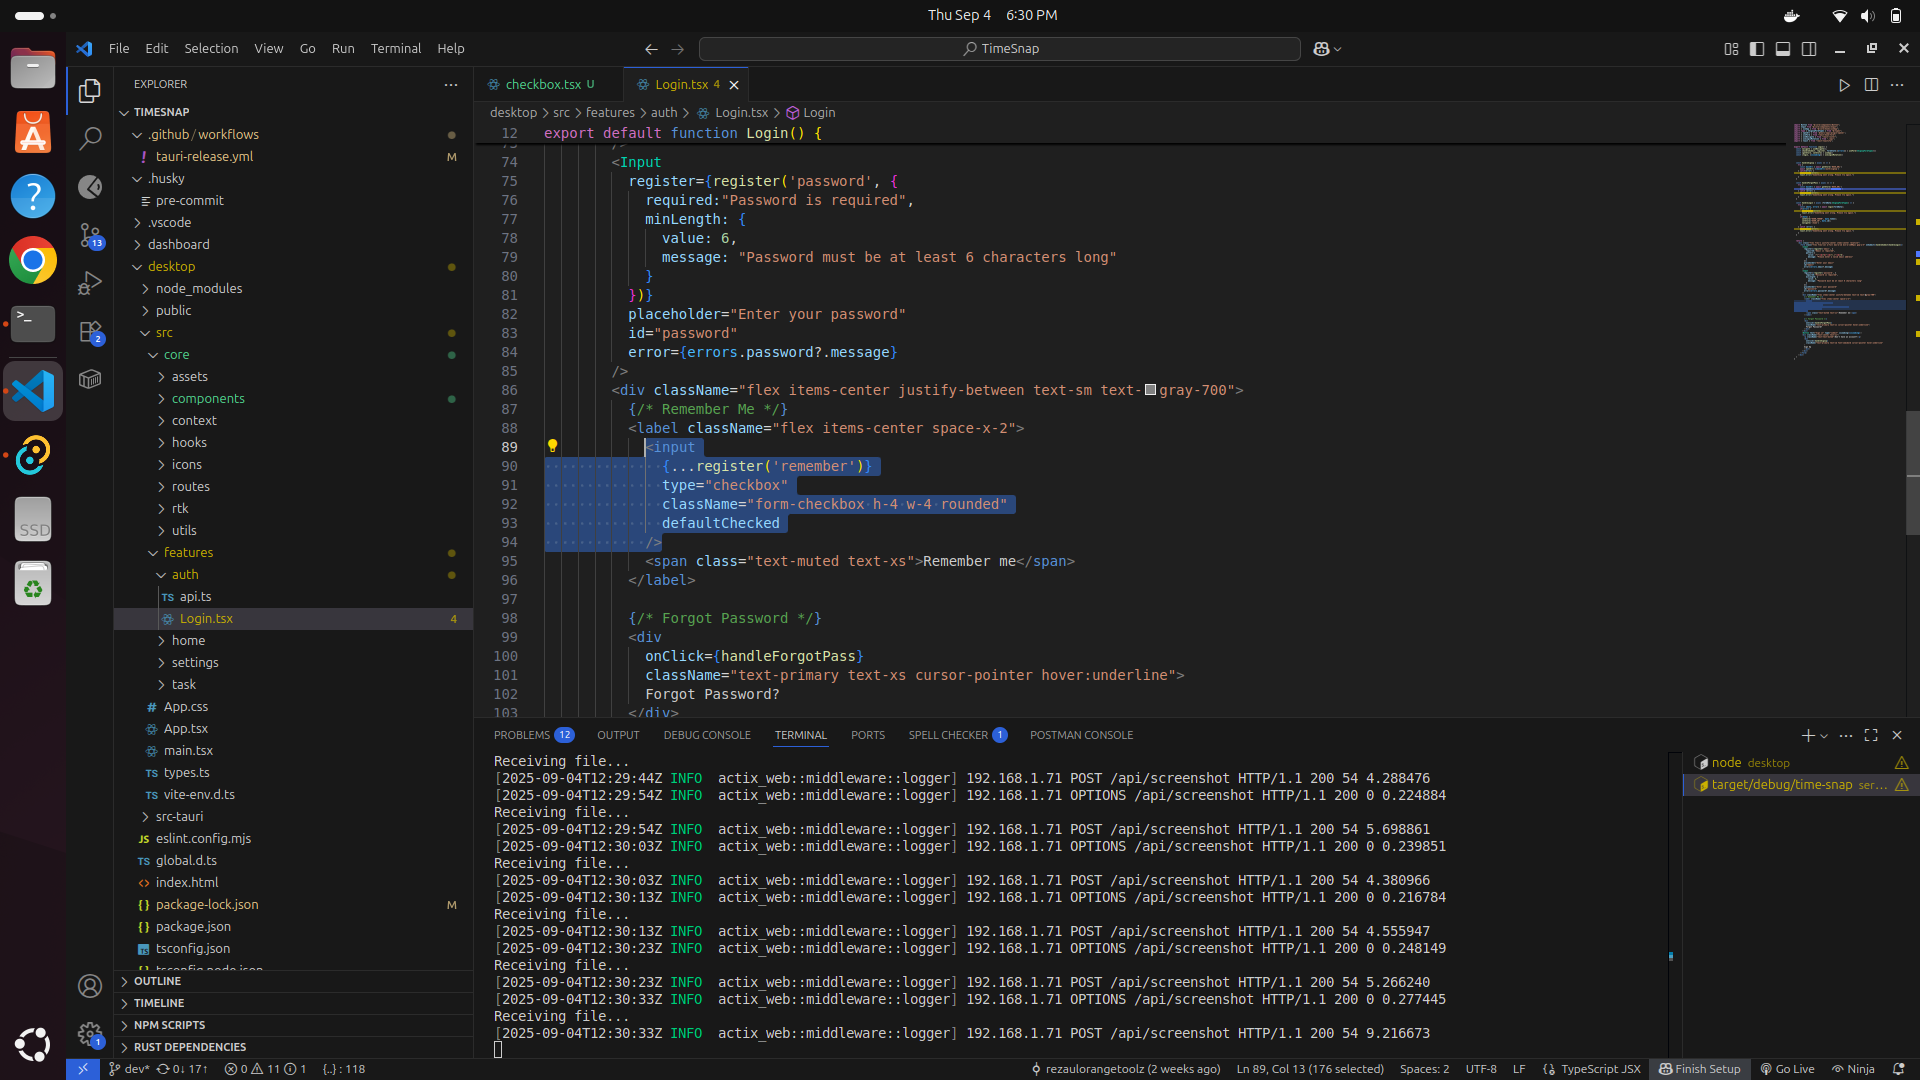 Thu Sep 4 6:30 PM
File Edit Selection View Go Run Terminal Help
TimeSnap
EXPLORER
TIMESNAP
.github/workflows
tauri-release.yml M
.husky
pre-commit
.vscode
dashboard
desktop
node_modules
public
src
core
assets
components
context
hooks
icons
routes
rtk
utils
features
auth
TS api.ts
Login.tsx 4
home
settings
task
# App.css
App.tsx
main.tsx
TS types.ts
TS vite-env.d.ts
src-tauri
JS eslint.config.mjs
TS global.d.ts
<> index.html
{} package-lock.json M
{} package.json
tsconfig.json
OUTLINE
TIMELINE
NPM SCRIPTS
RUST DEPENDENCIES
13
2
1
SSD
checkbox.tsx U
Login.tsx 4
desktop > src > features > auth > Login.tsx > Login
12 export default function Login() {
74 <Input
75 register={register('password', {
76 required:"Password is required",
77 minLength: {
78 value: 6,
79 message: "Password must be at least 6 characters long"
80 }
81 })}
82 placeholder="Enter your password"
83 id="password"
84 error={errors.password?.message}
85 />
86 <div className="flex items-center justify-between text-sm text-gray-700">
87 {/* Remember Me */}
88 <label className="flex items-center space-x-2">
89 <input
90 {...register('remember')}
91 type="checkbox"
92 className="form-checkbox h-4 w-4 rounded"
93 defaultChecked
94 />
95 <span class="text-muted text-xs">Remember me</span>
96 </label>
97
98 {/* Forgot Password */}
99 <div
100 onClick={handleForgotPass}
101 className="text-primary text-xs cursor-pointer hover:underline">
102 Forgot Password?
103 </div>
PROBLEMS 12 OUTPUT DEBUG CONSOLE TERMINAL PORTS SPELL CHECKER 1 POSTMAN CONSOLE
Receiving file...
[2025-09-04T12:29:44Z INFO actix_web::middleware::logger] 192.168.1.71 POST /api/screenshot HTTP/1.1 200 54 4.288476
[2025-09-04T12:29:54Z INFO actix_web::middleware::logger] 192.168.1.71 OPTIONS /api/screenshot HTTP/1.1 200 0 0.224884
Receiving file...
[2025-09-04T12:29:54Z INFO actix_web::middleware::logger] 192.168.1.71 POST /api/screenshot HTTP/1.1 200 54 5.698861
[2025-09-04T12:30:03Z INFO actix_web::middleware::logger] 192.168.1.71 OPTIONS /api/screenshot HTTP/1.1 200 0 0.239851
Receiving file...
[2025-09-04T12:30:03Z INFO actix_web::middleware::logger] 192.168.1.71 POST /api/screenshot HTTP/1.1 200 54 4.380966
[2025-09-04T12:30:13Z INFO actix_web::middleware::logger] 192.168.1.71 OPTIONS /api/screenshot HTTP/1.1 200 0 0.216784
Receiving file...
[2025-09-04T12:30:13Z INFO actix_web::middleware::logger] 192.168.1.71 POST /api/screenshot HTTP/1.1 200 54 4.555947
[2025-09-04T12:30:23Z INFO actix_web::middleware::logger] 192.168.1.71 OPTIONS /api/screenshot HTTP/1.1 200 0 0.248149
Receiving file...
[2025-09-04T12:30:23Z INFO actix_web::middleware::logger] 192.168.1.71 POST /api/screenshot HTTP/1.1 200 54 5.266240
[2025-09-04T12:30:33Z INFO actix_web::middleware::logger] 192.168.1.71 OPTIONS /api/screenshot HTTP/1.1 200 0 0.277445
Receiving file...
[2025-09-04T12:30:33Z INFO actix_web::middleware::logger] 192.168.1.71 POST /api/screenshot HTTP/1.1 200 54 9.216673
node desktop
target/debug/time-snap ser...
dev* 0↓ 17↑ 0 11 1 {..} : 118
rezaulorangetoolz (2 weeks ago) Ln 89, Col 13 (176 selected) Spaces: 2 UTF-8 LF TypeScript JSX Finish Setup Go Live Ninja